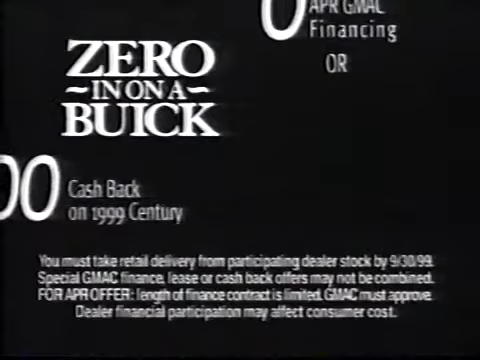 0 APR GMAC
Financing
OR
ZERO
~IN ON A~
BUICK
00 Cash Back
on 1999 Century
You must take retail delivery from participating dealer stock by 9/30/99.
Special GMAC finance, lease or cash back offers may not be combined.
FOR APR OFFER: length of finance contract is limited. GMAC must approve.
Dealer financial participation may affect consumer cost.